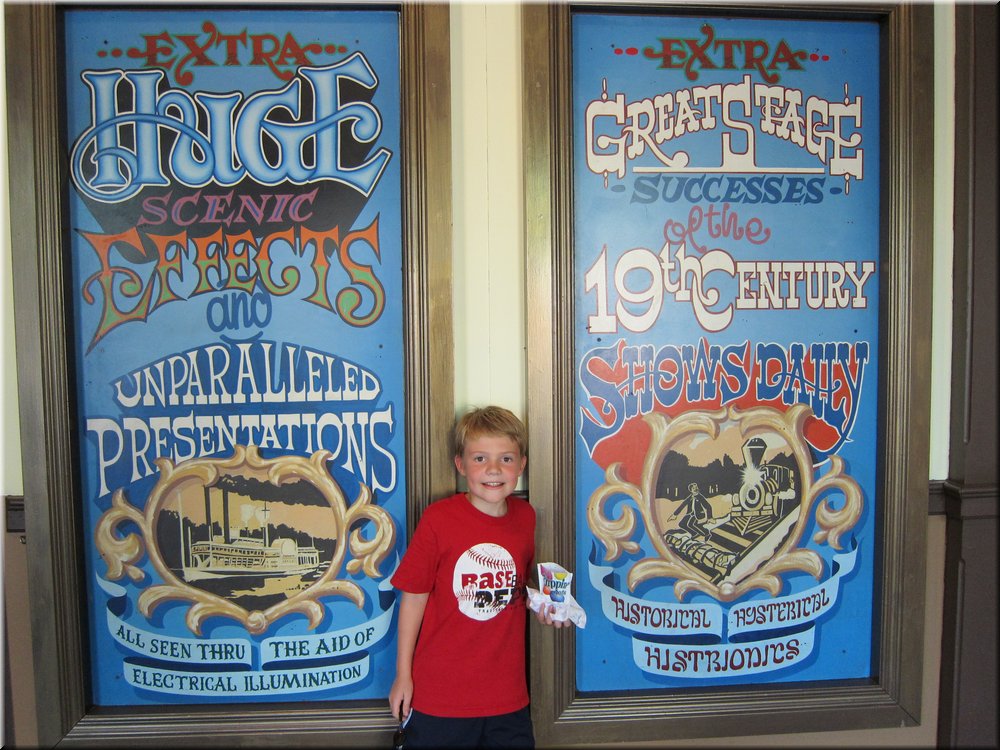 EXTRA
HUGE
SCENIC
EFFECTS
and
UNPARALLELED
PRESENTATIONS
ALL SEEN THRU THE AID OF
ELECTRICAL ILLUMINATION
EXTRA
GREAT STAGE
SUCCESSES
of the
19th CENTURY
SHOWS DAILY
HISTORICAL HYSTERICAL
HISTRIONICS
BASE